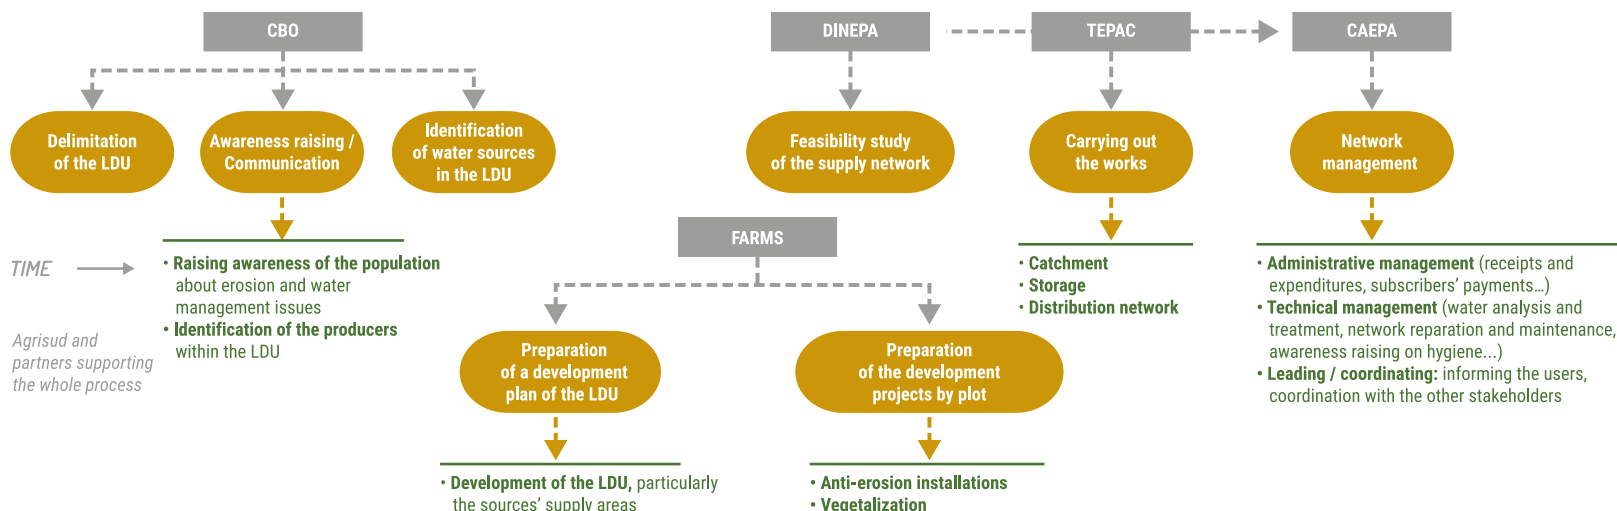 CBO
DINEPA
TEPAC
CAEPA
Delimitation
of the LDU
Awareness raising /
Communication
Identification
of water sources
in the LDU
Feasibility study
of the supply network
Carrying out
the works
Network
management
FARMS
TIME
• Raising awareness of the population
about erosion and water
management issues
• Identification of the producers
within the LDU
• Catchment
• Storage
• Distribution network
• Administrative management (receipts and
expenditures, subscribers' payments...)
• Technical management (water analysis and
treatment, network reparation and maintenance,
awareness raising on hygiene...)
• Leading / coordinating: informing the users,
coordination with the other stakeholders
Agrisud and
partners supporting
the whole process
Preparation
of a development
plan of the LDU
Preparation
of the development
projects by plot
• Development of the LDU, particularly
the sources' supply areas
• Anti-erosion installations
• Vegetalization